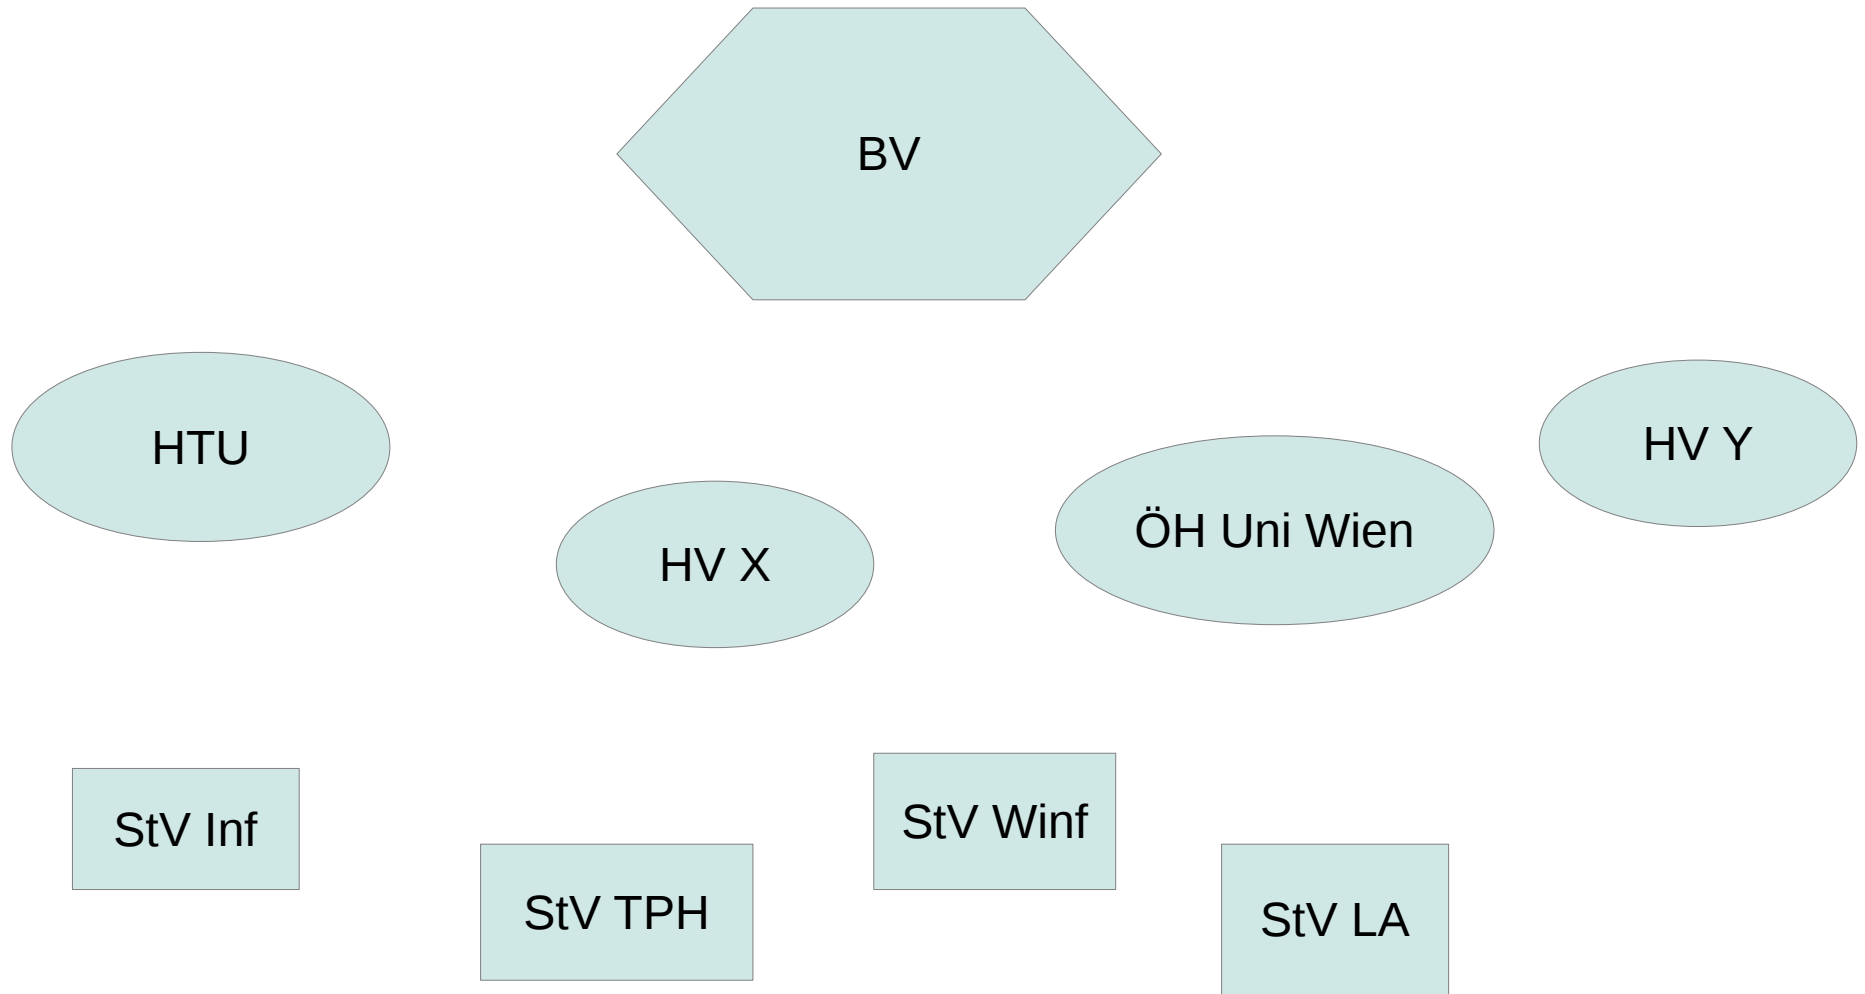 BV
HTU
HV X
ÖH Uni Wien
HV Y
StV Inf
StV TPH
StV Winf
StV LA